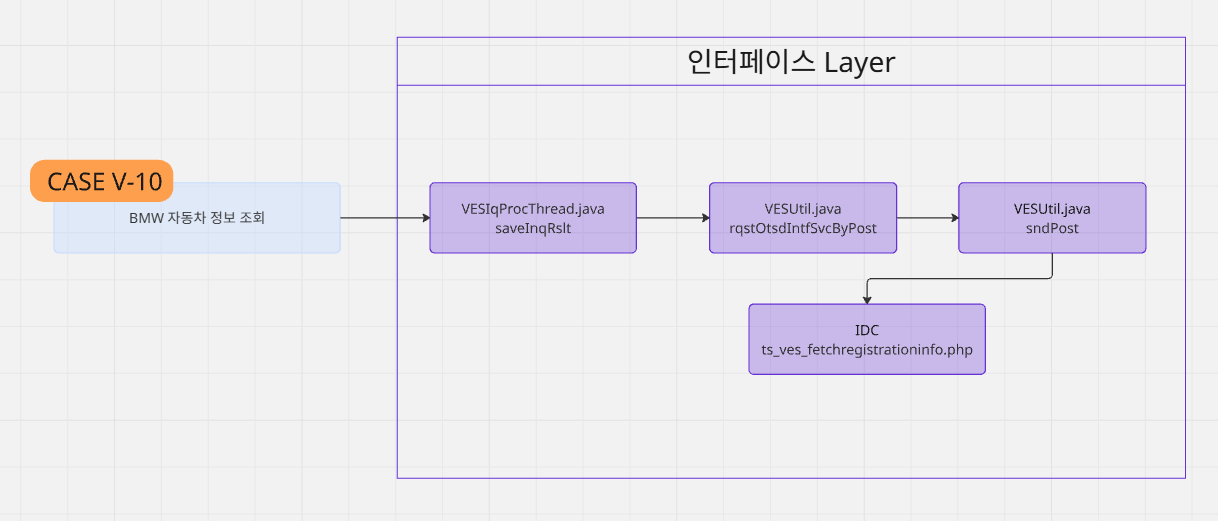 인터페이스 Layer
CASE V-10
BMW 자동차 정보 조회
VESIqProcThread.java
saveInqRslt
VESUtil.java
rqstOtsdIntfSvcByPost
VESUtil.java
sndPost
IDC
ts_ves_fetchregistrationinfo.php